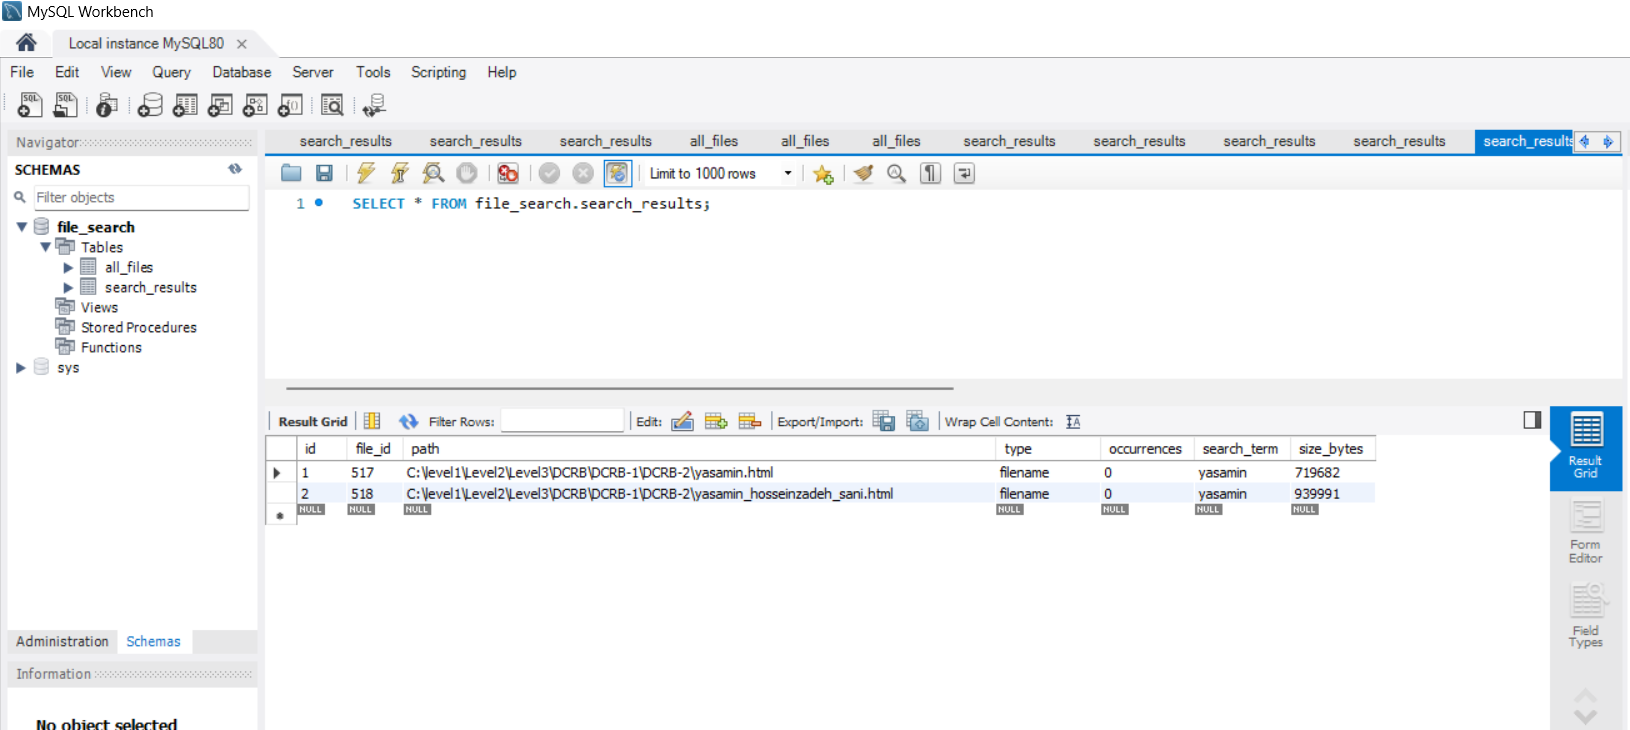 MySQL Workbench
Local instance MySQL80
File Edit View Query Database Server Tools Scripting Help
Navigator
SCHEMAS
Filter objects
file_search
Tables
all_files
search_results
Views
Stored Procedures
Functions
sys
Administration Schemas
Information
No object selected
search_results search_results search_results all_files all_files all_files search_results search_results search_results search_results search_results
Limit to 1000 rows
1 SELECT * FROM file_search.search_results;
Result Grid Filter Rows: Edit: Export/Import: Wrap Cell Content:
id file_id path type occurrences search_term size_bytes
1 517 C:\level1\Level2\Level3\DCRB\DCRB-1\DCRB-2\yasamin.html filename 0 yasamin 719682
2 518 C:\level1\Level2\Level3\DCRB\DCRB-1\DCRB-2\yasamin_hosseinzadeh_sani.html filename 0 yasamin 939991
NULL NULL NULL NULL NULL NULL NULL
Result
Grid
Form
Editor
Field
Types